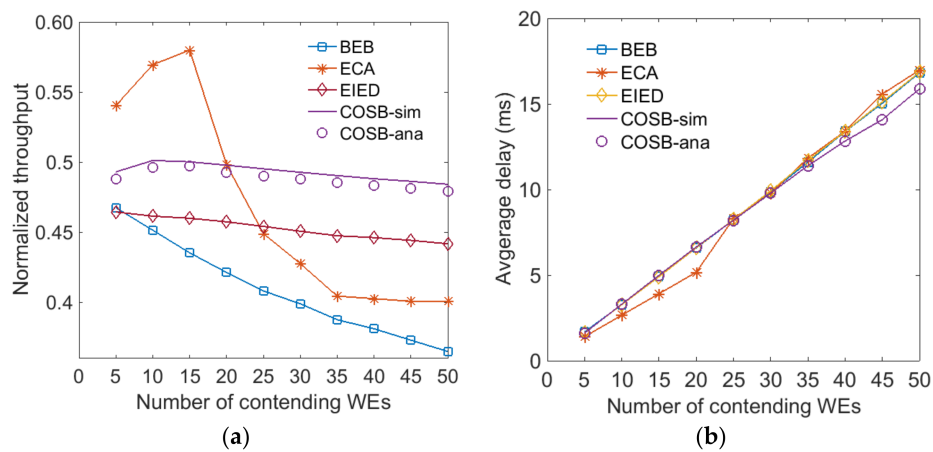 0.60
0.55
0.5
0.45
0.4
Normalized throughput
BEB
ECA
EIED
COSB-sim
COSB-ana
0 5 10 15 20 25 30 35 40 45 50
Number of contending WEs
(a)
20
15
10
5
0
Avgerage delay (ms)
BEB
ECA
EIED
COSB-sim
COSB-ana
0 5 10 15 20 25 30 35 40 45 50
Number of contending WEs
(b)